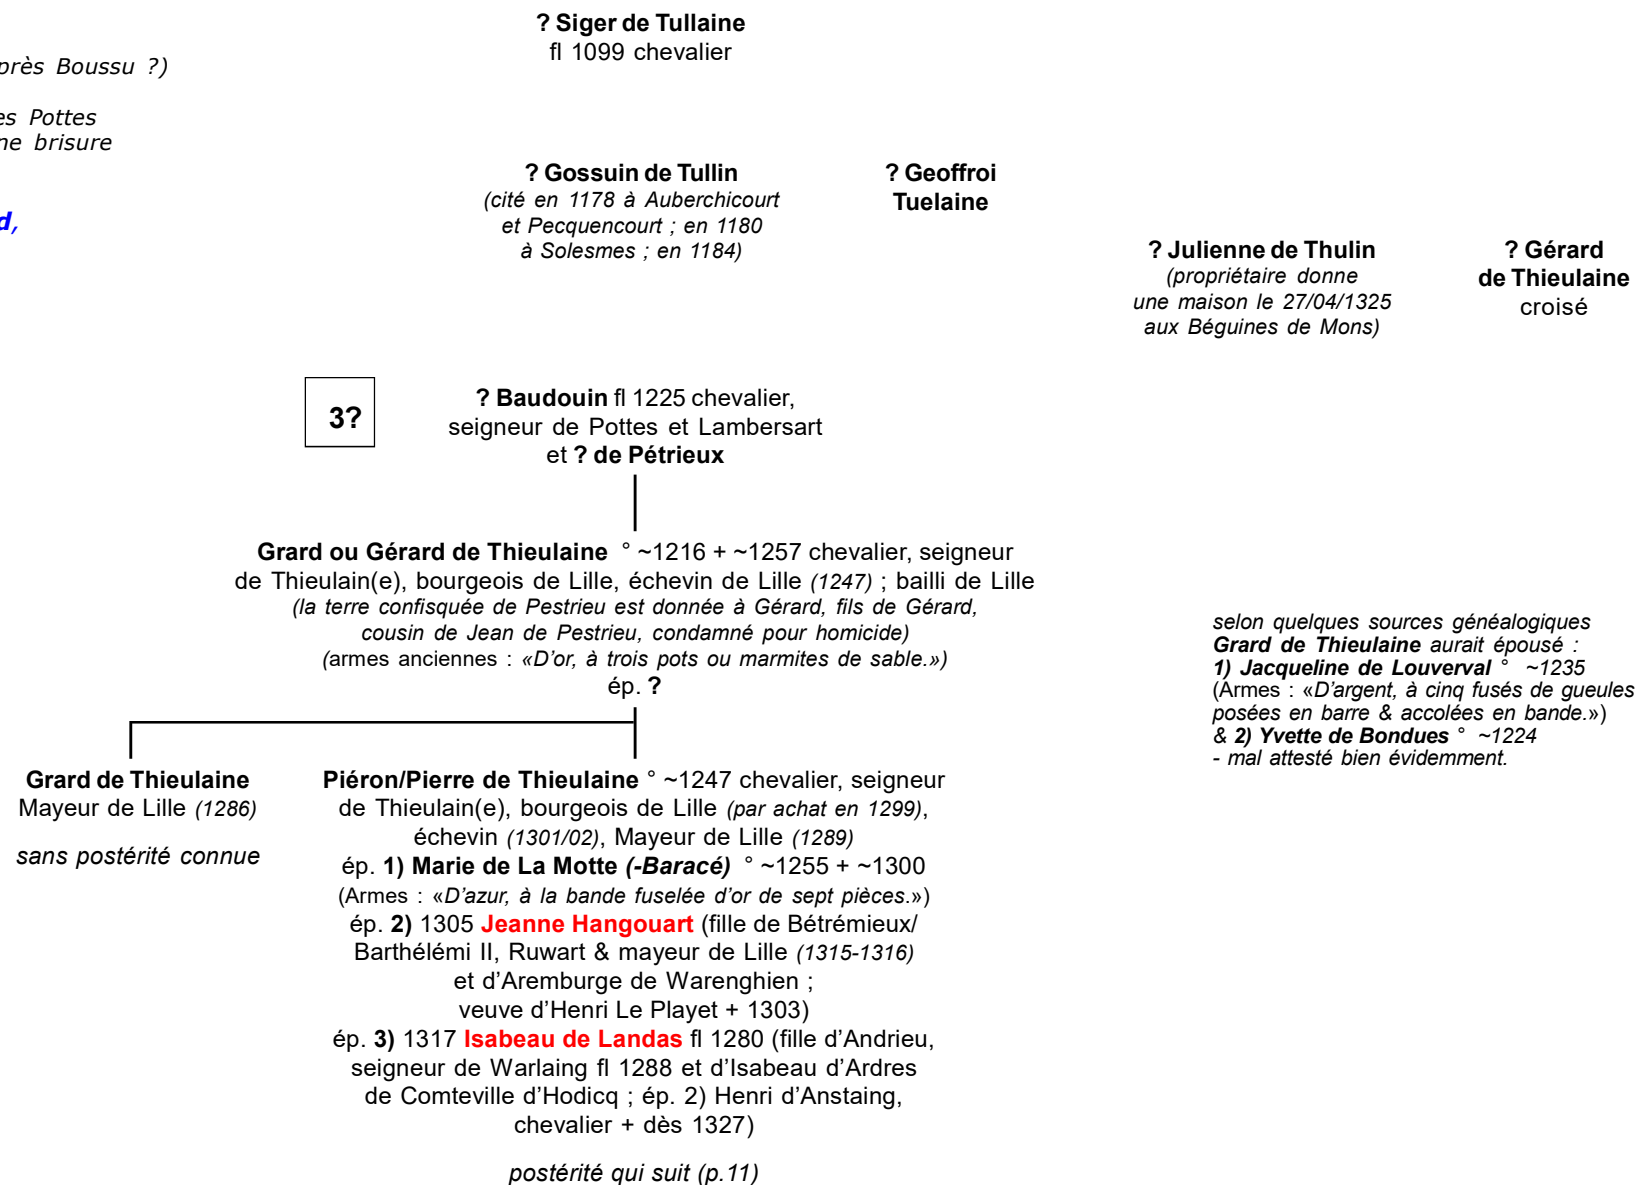 ? Siger de Tullaine
fl 1099 chevalier
près Boussu ?)
es Pottes
ne brisure
d,
? Gossuin de Tullin
(cité en 1178 à Auberchicourt
et Pecquencourt ; en 1180
à Solesmes ; en 1184)
? Geoffroi
Tuelaine
? Julienne de Thulin
(propriétaire donne
une maison le 27/04/1325
aux Béguines de Mons)
? Gérard
de Thieulaine
croisé
3?
? Baudouin fl 1225 chevalier,
seigneur de Pottes et Lambersart
et ? de Pétrieux
Grard ou Gérard de Thieulaine ° ~1216 + ~1257 chevalier, seigneur
de Thieulain(e), bourgeois de Lille, échevin de Lille (1247) ; bailli de Lille
(la terre confisquée de Pestrieu est donnée à Gérard, fils de Gérard,
cousin de Jean de Pestrieu, condamné pour homicide)
(armes anciennes : «D'or, à trois pots ou marmites de sable.»)
ép. ?
selon quelques sources généalogiques
Grard de Thieulaine aurait épousé :
1) Jacqueline de Louverval ° ~1235
(Armes : «D'argent, à cinq fusés de gueules
posées en barre & accolées en bande.»)
& 2) Yvette de Bondues ° ~1224
- mal attesté bien évidemment.
Grard de Thieulaine
Mayeur de Lille (1286)
sans postérité connue
Piéron/Pierre de Thieulaine ° ~1247 chevalier, seigneur
de Thieulain(e), bourgeois de Lille (par achat en 1299),
échevin (1301/02), Mayeur de Lille (1289)
ép. 1) Marie de La Motte (-Baracé) ° ~1255 + ~1300
(Armes : «D'azur, à la bande fuselée d'or de sept pièces.»)
ép. 2) 1305 Jeanne Hangouart (fille de Bétrémieux/
Barthélémi II, Ruwart & mayeur de Lille (1315-1316)
et d'Aremburge de Warenghien ;
veuve d'Henri Le Playet + 1303)
ép. 3) 1317 Isabeau de Landas fl 1280 (fille d'Andrieu,
seigneur de Warlaing fl 1288 et d'Isabeau d'Ardres
de Comteville d'Hodicq ; ép. 2) Henri d'Anstaing,
chevalier + dès 1327)
postérité qui suit (p.11)